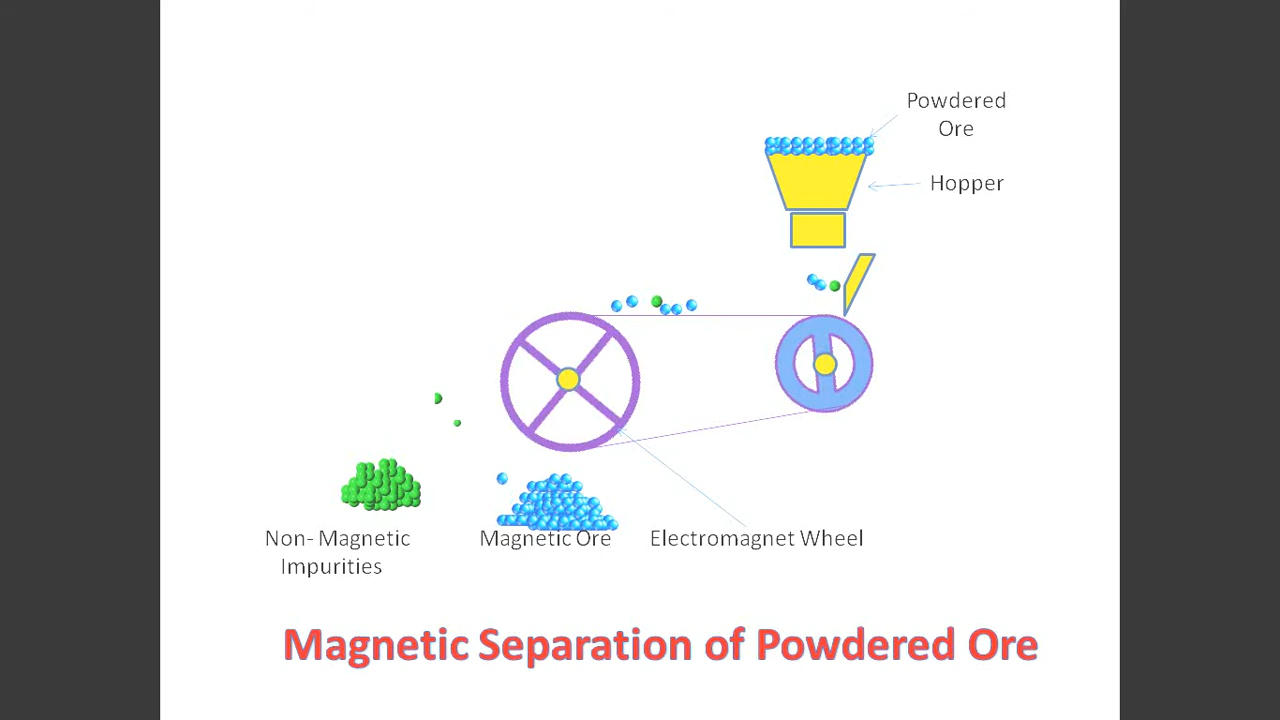 Powdered
Ore
Hopper
Non- Magnetic
Impurities
Magnetic Ore
Electromagnet Wheel
Magnetic Separation of Powdered Ore